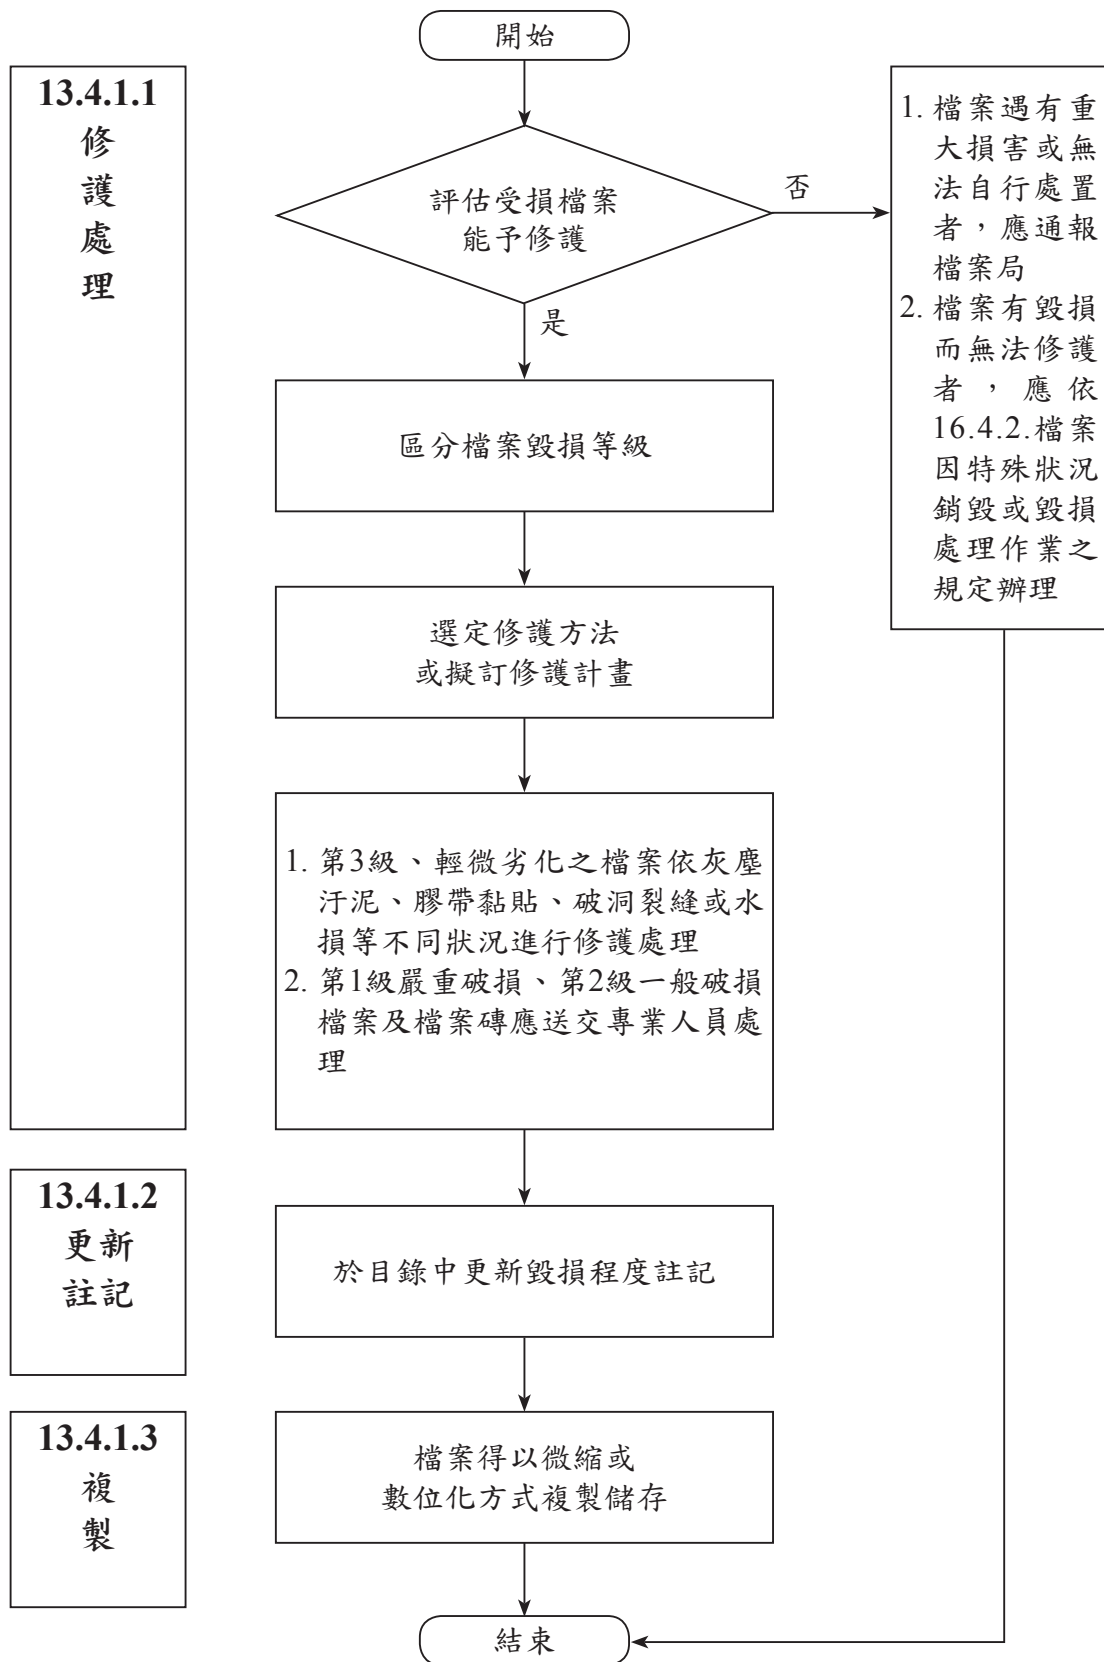 開始
13.4.1.1
修
護
處
理
評估受損檔案
能予修護
否
是
1. 檔案遇有重
大損害或無
法自行處置
者，應通報
檔案局
2. 檔案有毀損
而無法修護
者，應依
16.4.2.檔案
因特殊狀況
銷毀或毀損
處理作業之
規定辦理
區分檔案毀損等級
選定修護方法
或擬訂修護計畫
1. 第3級、輕微劣化之檔案依灰塵
汙泥、膠帶黏貼、破洞裂縫或水
損等不同狀況進行修護處理
2. 第1級嚴重破損、第2級一般破損
檔案及檔案磚應送交專業人員處
理
13.4.1.2
更新
註記
於目錄中更新毀損程度註記
13.4.1.3
複
製
檔案得以微縮或
數位化方式複製儲存
結束